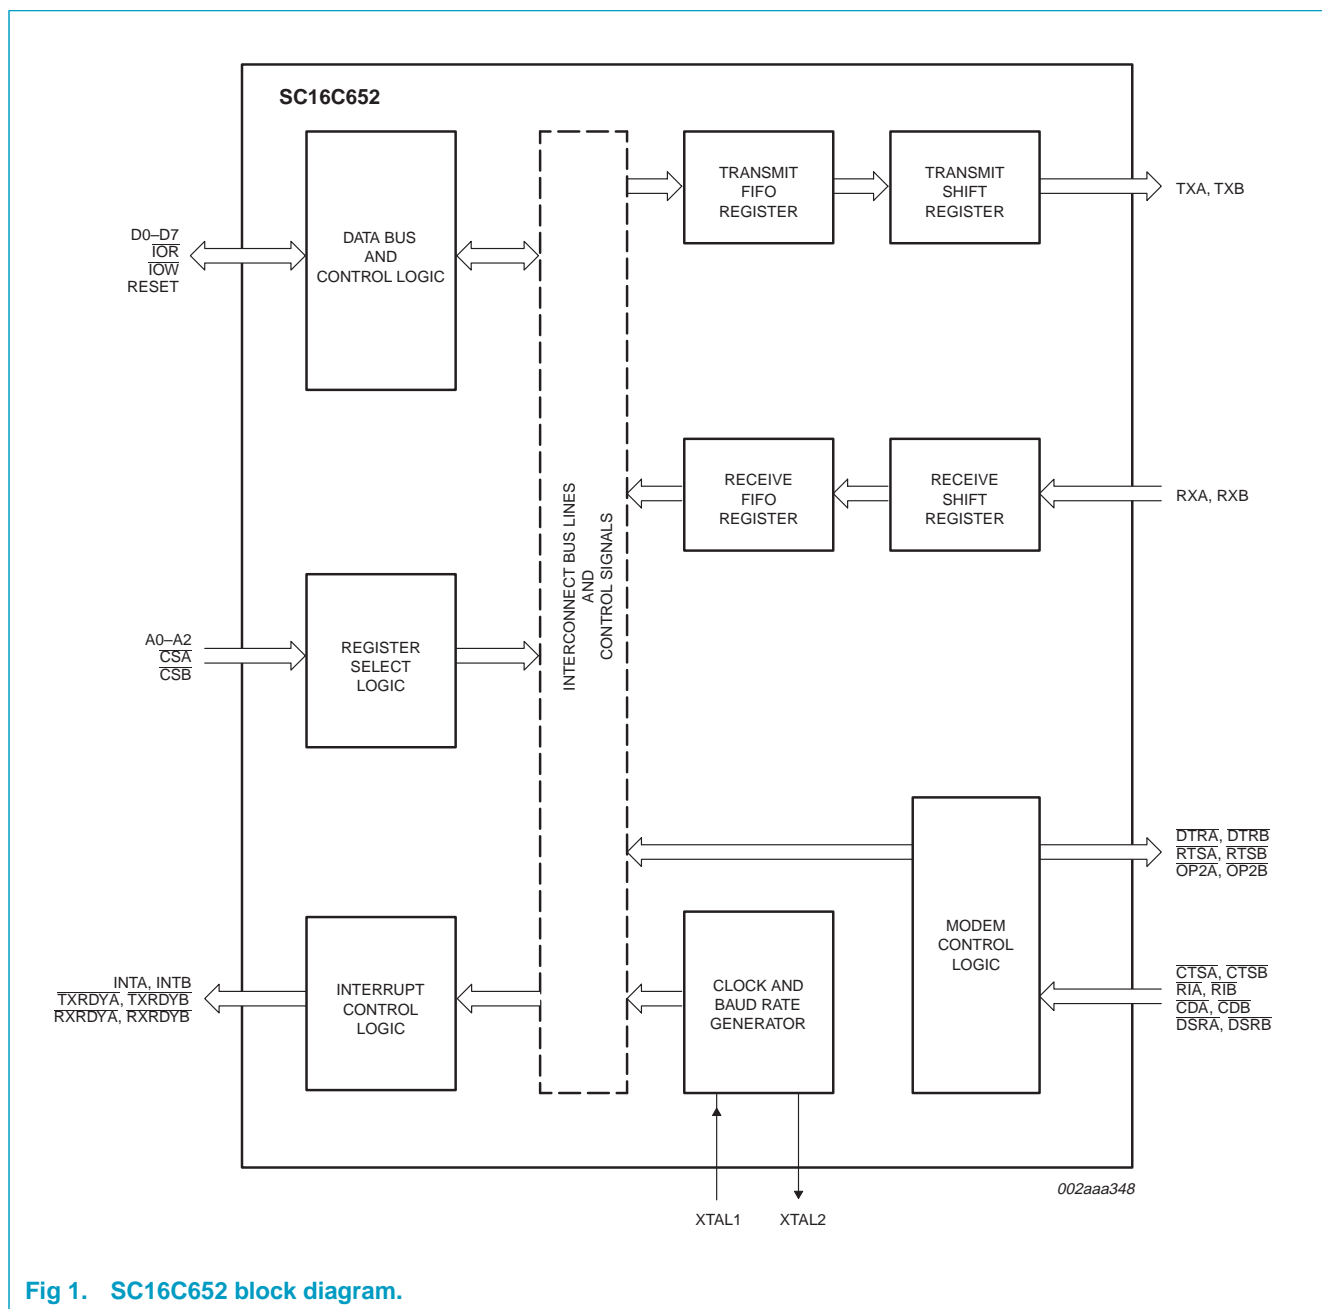 SC16C652
D0–D7
IOR
IOW
RESET
DATA BUS
AND
CONTROL LOGIC
TRANSMIT
FIFO
REGISTER
TRANSMIT
SHIFT
REGISTER
TXA, TXB
INTERCONNECT BUS LINES
AND
CONTROL SIGNALS
RECEIVE
FIFO
REGISTER
RECEIVE
SHIFT
REGISTER
RXA, RXB
A0–A2
CSA
CSB
REGISTER
SELECT
LOGIC
DTRA, DTRB
RTSA, RTSB
OP2A, OP2B
MODEM
CONTROL
LOGIC
CTSA, CTSB
RIA, RIB
CDA, CDB
DSRA, DSRB
INTA, INTB
TXRDYA, TXRDYB
RXRDYA, RXRDYB
INTERRUPT
CONTROL
LOGIC
CLOCK AND
BAUD RATE
GENERATOR
002aaa348
XTAL1
XTAL2
Fig 1. SC16C652 block diagram.